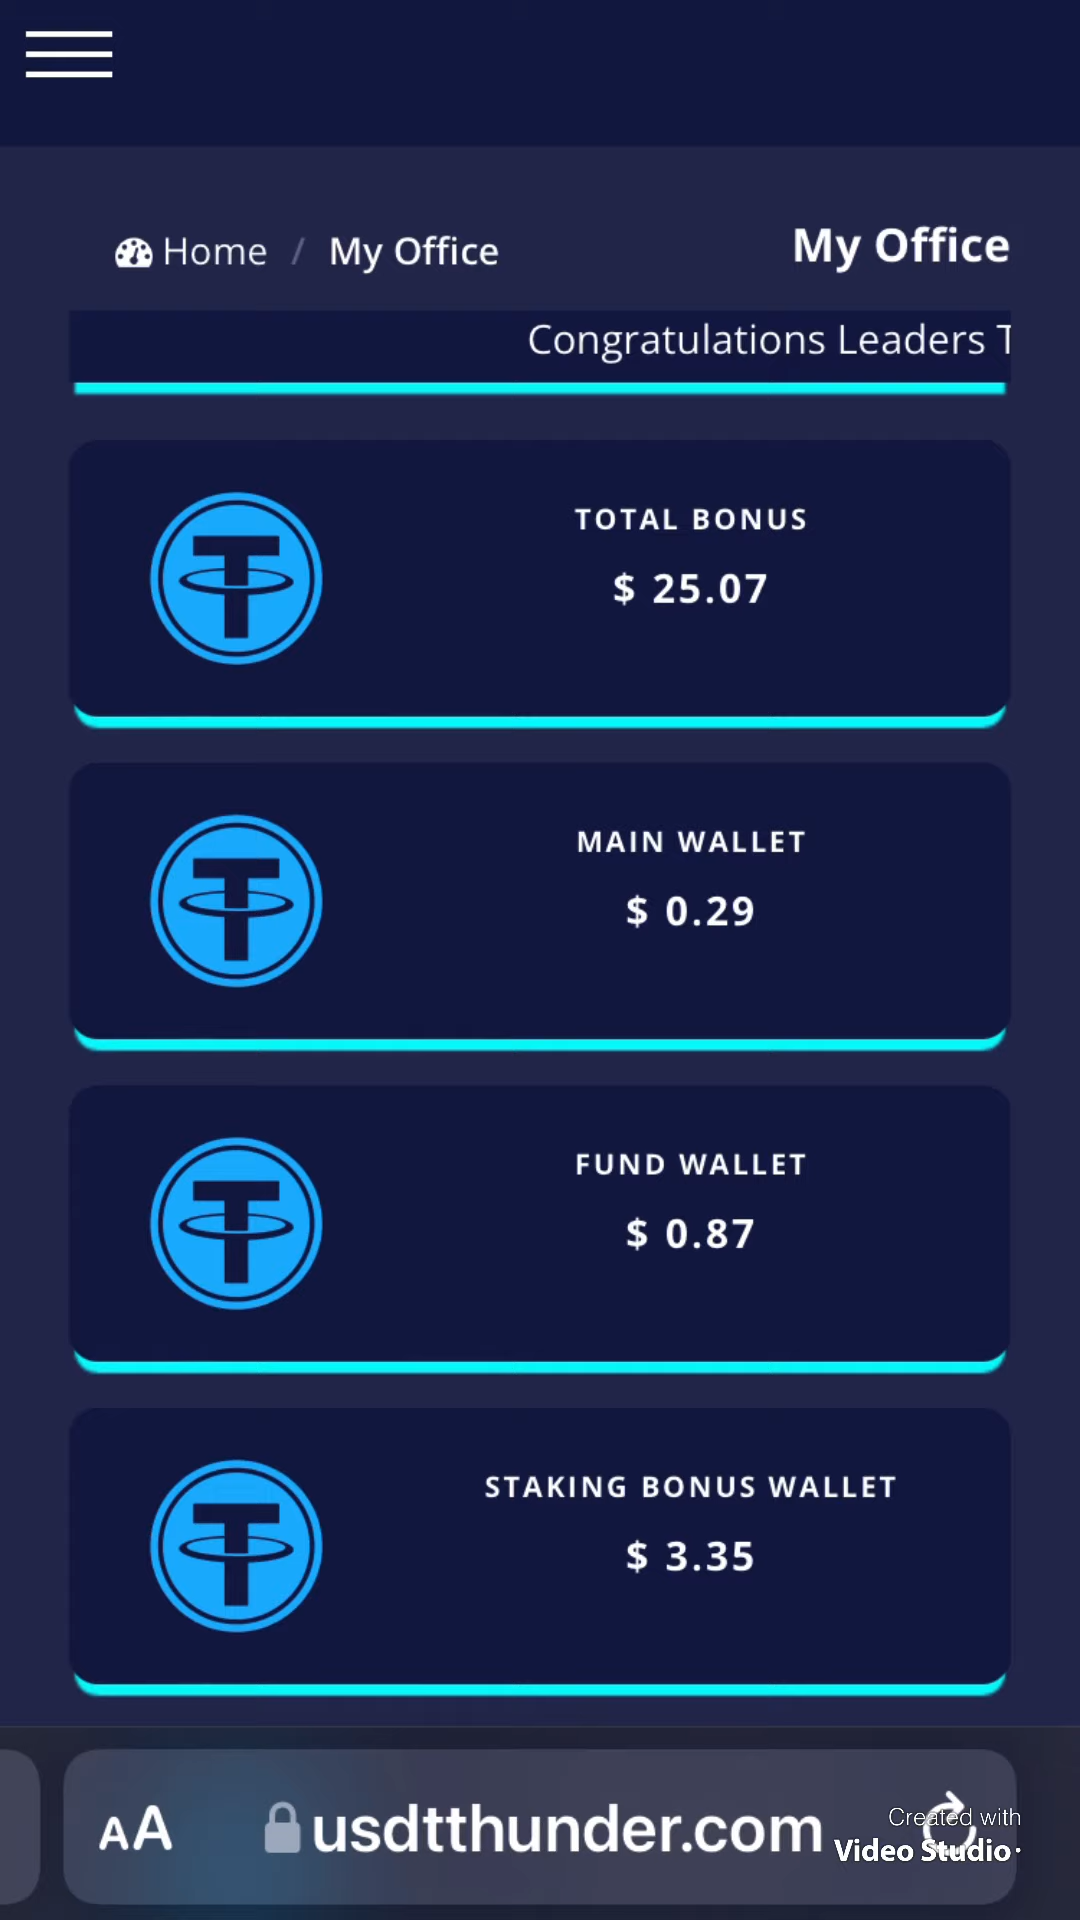 Home / My Office
My Office
Congratulations Leaders T
TOTAL BONUS
$ 25.07
MAIN WALLET
$ 0.29
FUND WALLET
$ 0.87
STAKING BONUS WALLET
$ 3.35
AA
usdtthunder.com
Created with
Video Studio